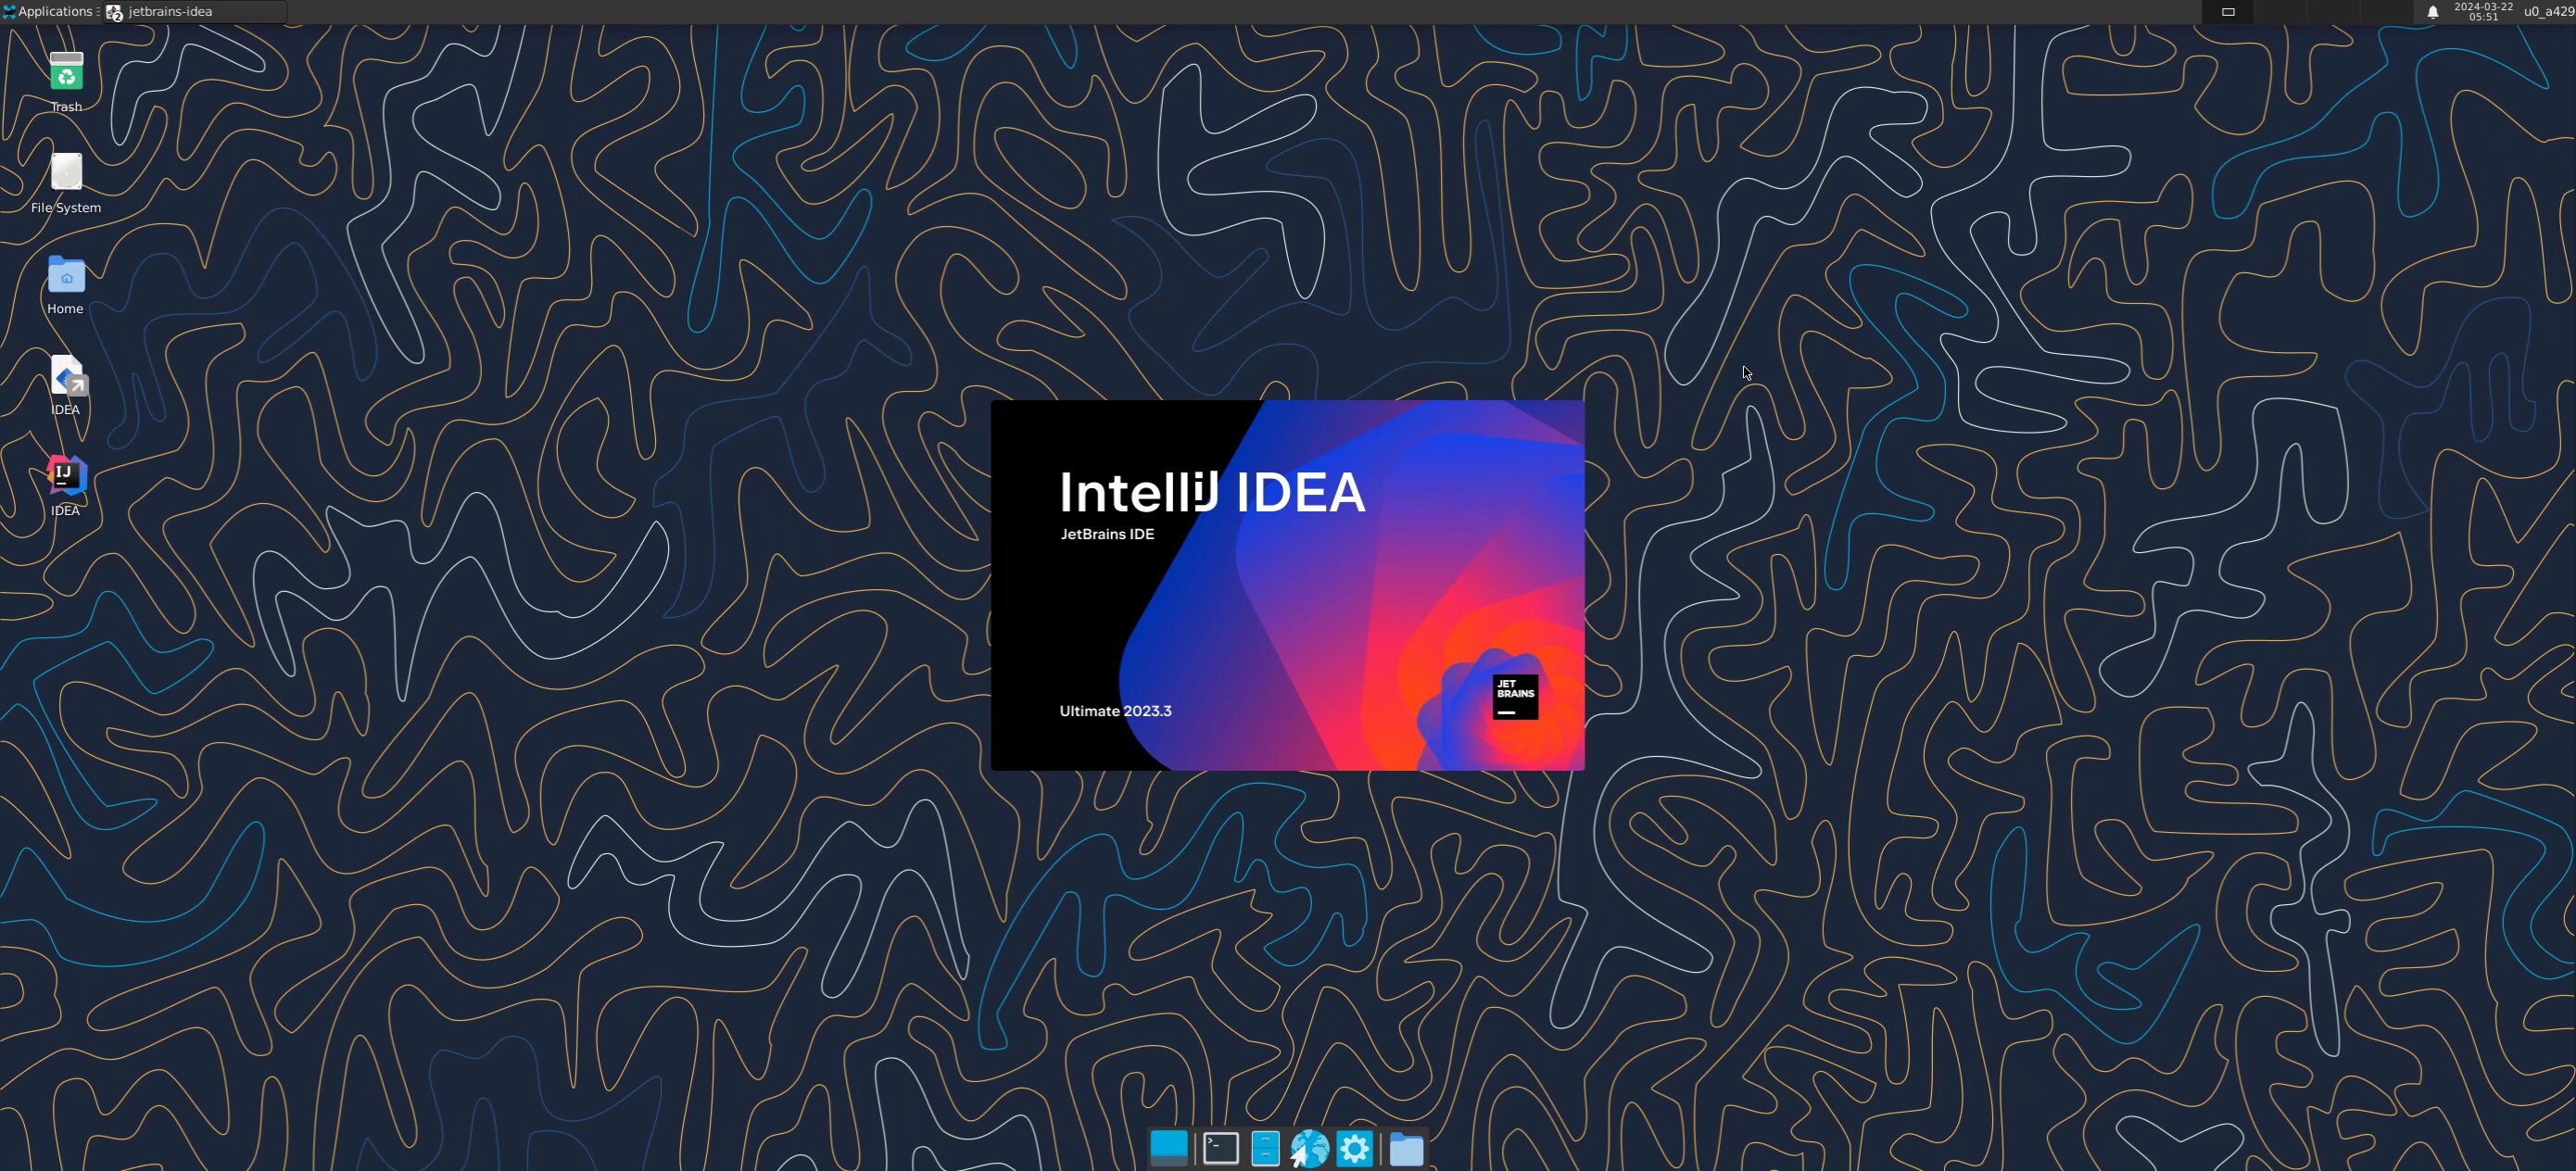 Applications
jetbrains-idea
2
2024-03-22
05:51
u0_a429
Trash
File System
Home
IDEA
IJ
IDEA
IntelliJ IDEA
JetBrains IDE
JET
BRAINS
Ultimate 2023.3